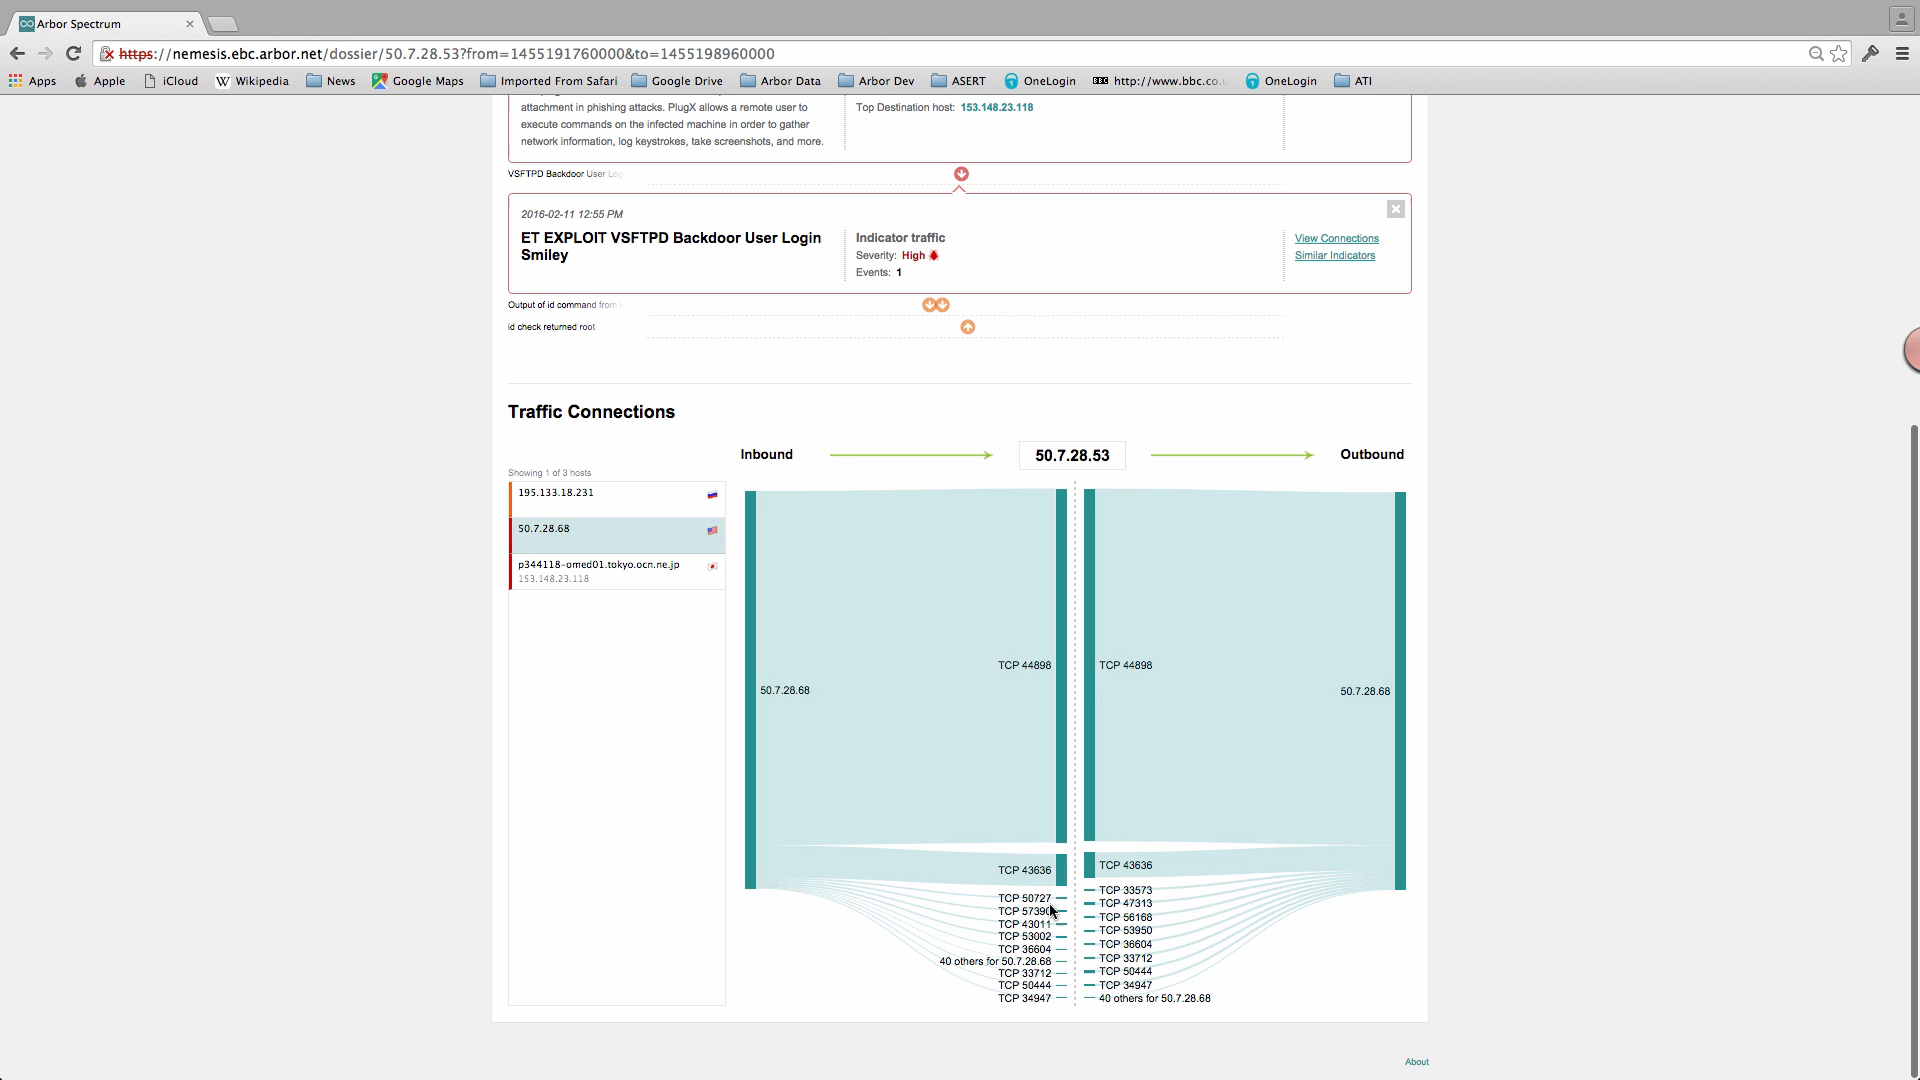 Arbor Spectrum
https://nemesis.ebc.arbor.net/dossier/50.7.28.53?from=1455191760000&to=1455198960000
Apps Apple iCloud Wikipedia News Google Maps Imported From Safari Google Drive Arbor Data Arbor Dev ASERT OneLogin BBC http://www.bbc.co.u OneLogin ATI
attachment in phishing attacks. PlugX allows a remote user to
execute commands on the infected machine in order to gather
network information, log keystrokes, take screenshots, and more.
Top Destination host: 153.148.23.118
VSFTPD Backdoor User Log
2016-02-11 12:55 PM
ET EXPLOIT VSFTPD Backdoor User Login
Smiley
Indicator traffic
Severity: High
Events: 1
View Connections
Similar Indicators
Output of id command from
id check returned root
Traffic Connections
Inbound
50.7.28.53
Outbound
Showing 1 of 3 hosts
195.133.18.231
50.7.28.68
p344118-omed01.tokyo.ocn.ne.jp
153.148.23.118
50.7.28.68
TCP 44898
TCP 43636
TCP 50727
TCP 57390
TCP 43011
TCP 53002
TCP 36604
40 others for 50.7.28.68
TCP 33712
TCP 50444
TCP 34947
TCP 44898
TCP 43636
TCP 33573
TCP 47313
TCP 56168
TCP 53950
TCP 36604
TCP 33712
TCP 50444
TCP 34947
40 others for 50.7.28.68
50.7.28.68
About